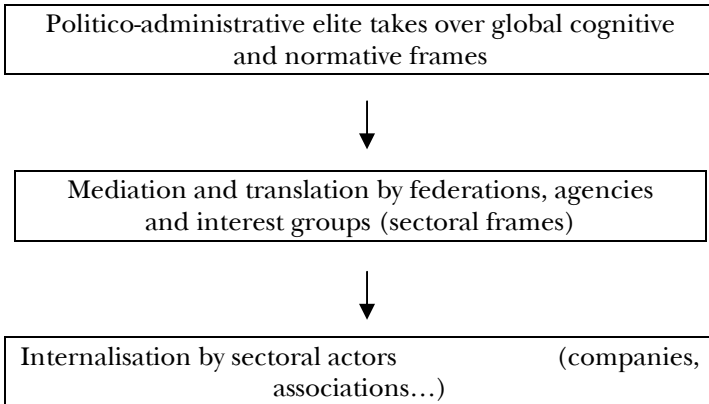 Politico-administrative elite takes over global cognitive
and normative frames
Mediation and translation by federations, agencies
and interest groups (sectoral frames)
Internalisation by sectoral actors (companies,
associations…)